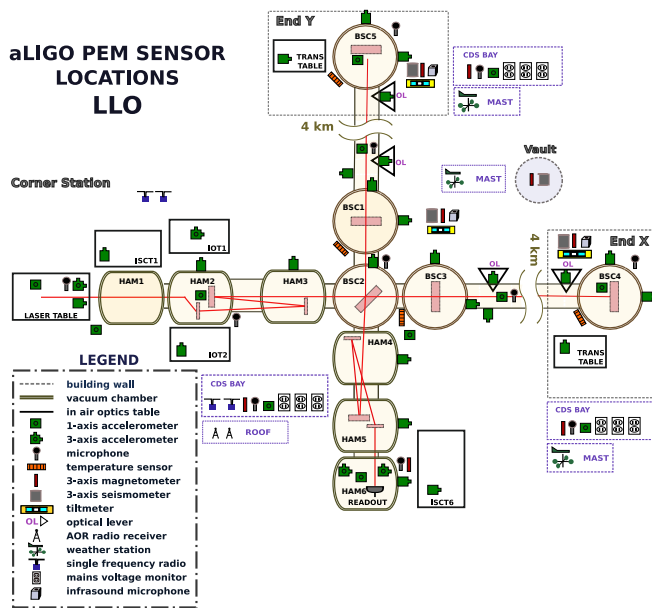 aLIGO PEM SENSOR
LOCATIONS
LLO
End Y
BSC5
TRANS
TABLE
OL
CDS BAY
MAST
4 km
OL
Vault
MAST
Corner Station
ISCT1
IOT1
BSC1
HAM1
HAM2
HAM3
BSC2
BSC3
OL
4 km
OL
End X
BSC4
LASER TABLE
IOT2
HAM4
TRANS
TABLE
CDS BAY
ROOF
HAM5
CDS BAY
MAST
HAM6
READOUT
ISCT6
LEGEND
building wall
vacuum chamber
in air optics table
1-axis accelerometer
3-axis accelerometer
microphone
temperature sensor
3-axis magnetometer
3-axis seismometer
tiltmeter
OL optical lever
AOR radio receiver
weather station
single frequency radio
mains voltage monitor
infrasound microphone